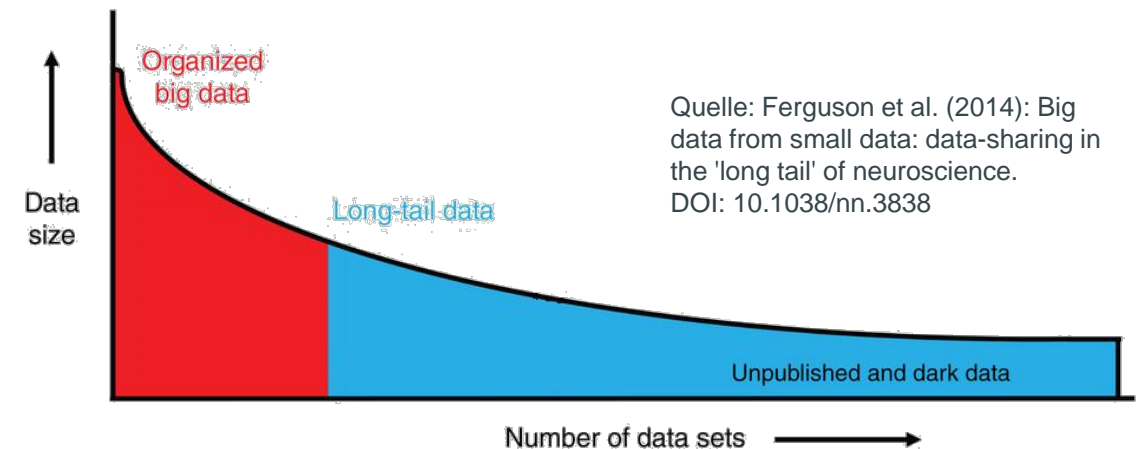 Organized
big data
Quelle: Ferguson et al. (2014): Big
data from small data: data-sharing in
the 'long tail' of neuroscience.
DOI: 10.1038/nn.3838
Data
size
Long-tail data
Unpublished and dark data
Number of data sets